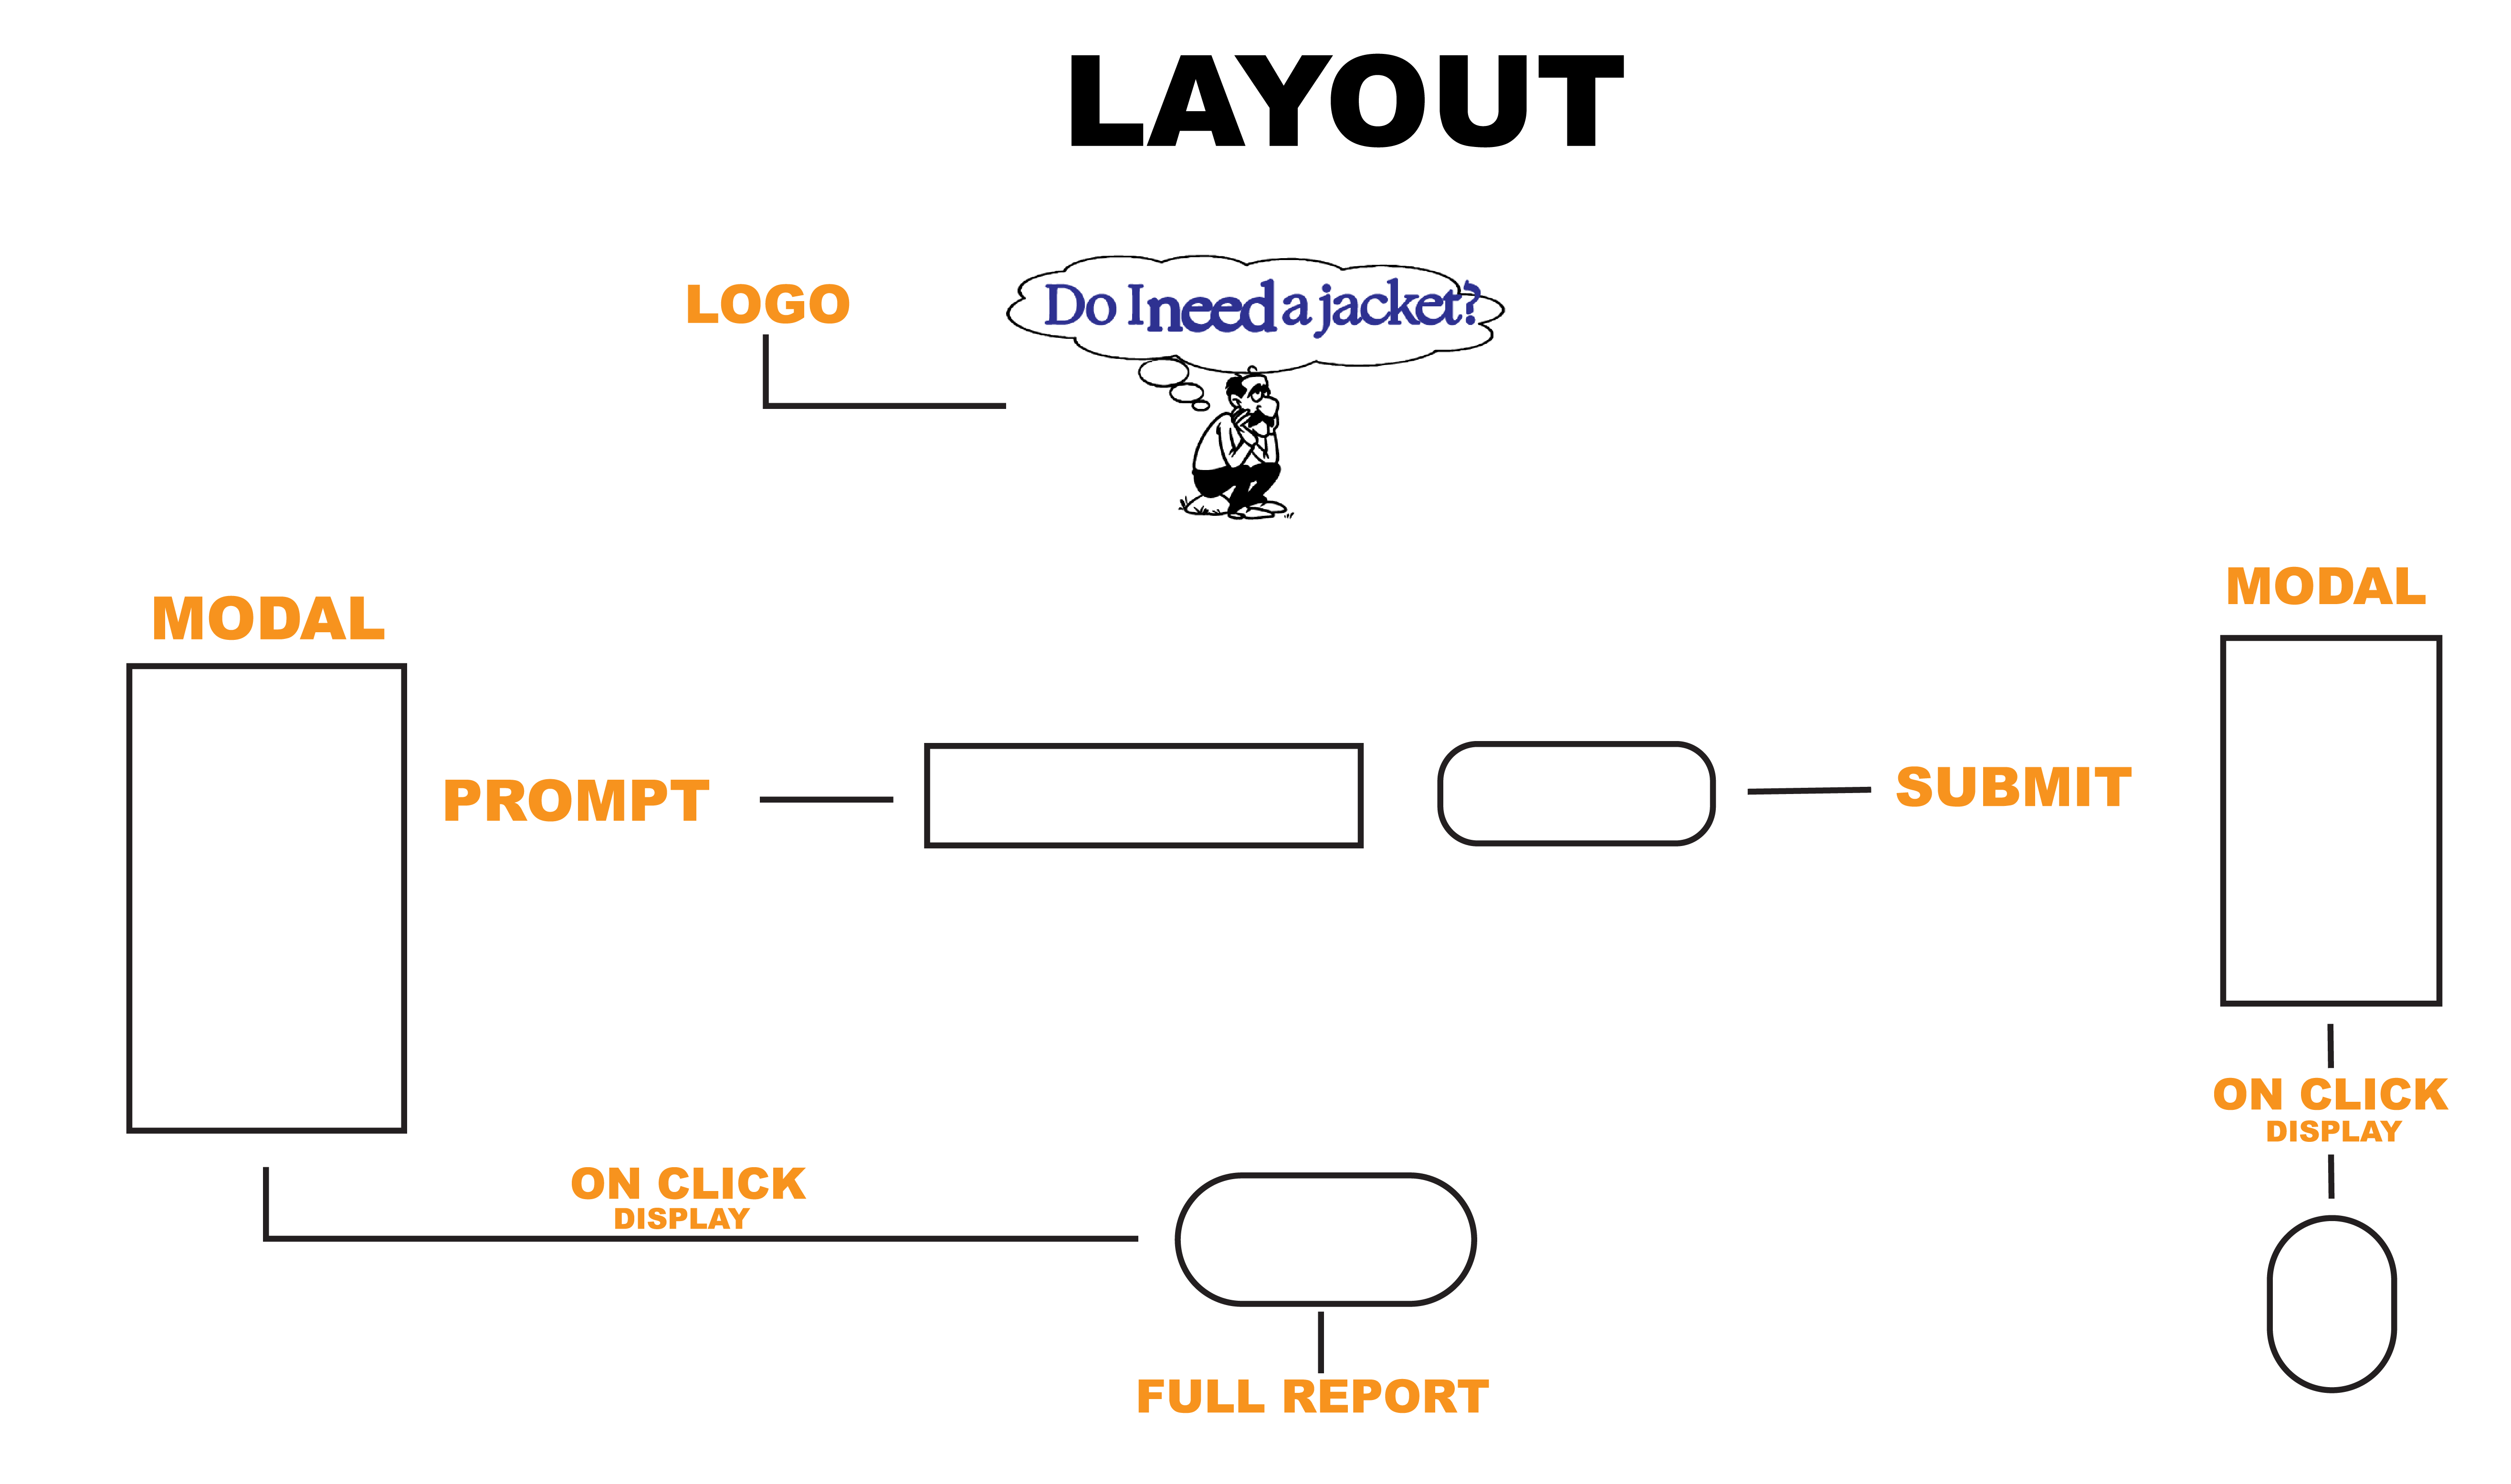 LAYOUT
LOGO
Do I need a jacket?
MODAL
MODAL
PROMPT
SUBMIT
ON CLICK
DISPLAY
ON CLICK
DISPLAY
FULL REPORT